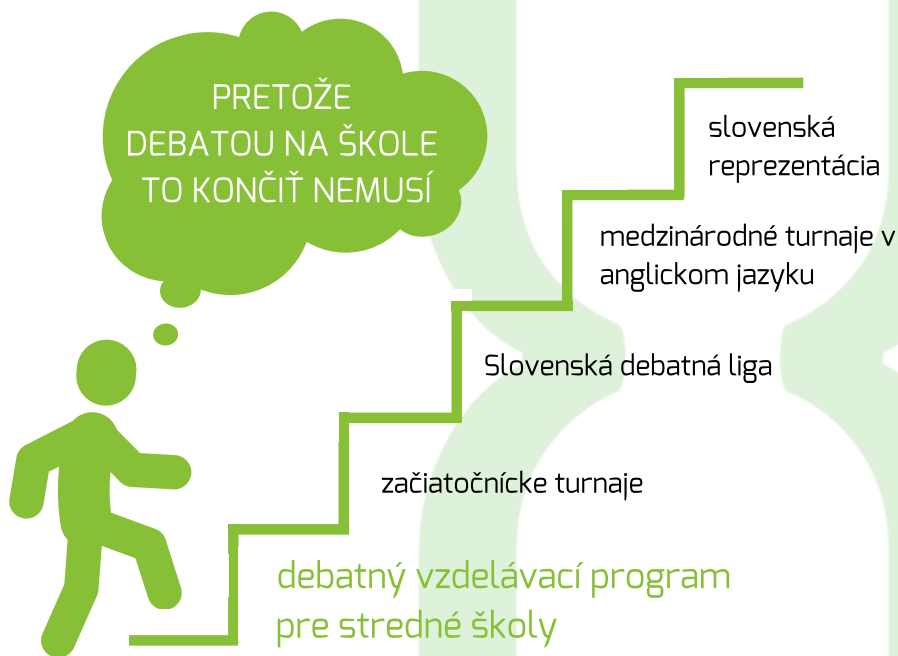 PRETOŽE
DEBATOU NA ŠKOLE
TO KONČIŤ NEMUSÍ
slovenská
reprezentácia
medzinárodné turnaje v
anglickom jazyku
Slovenská debatná liga
začiatočnícke turnaje
debatný vzdelávací program
pre stredné školy